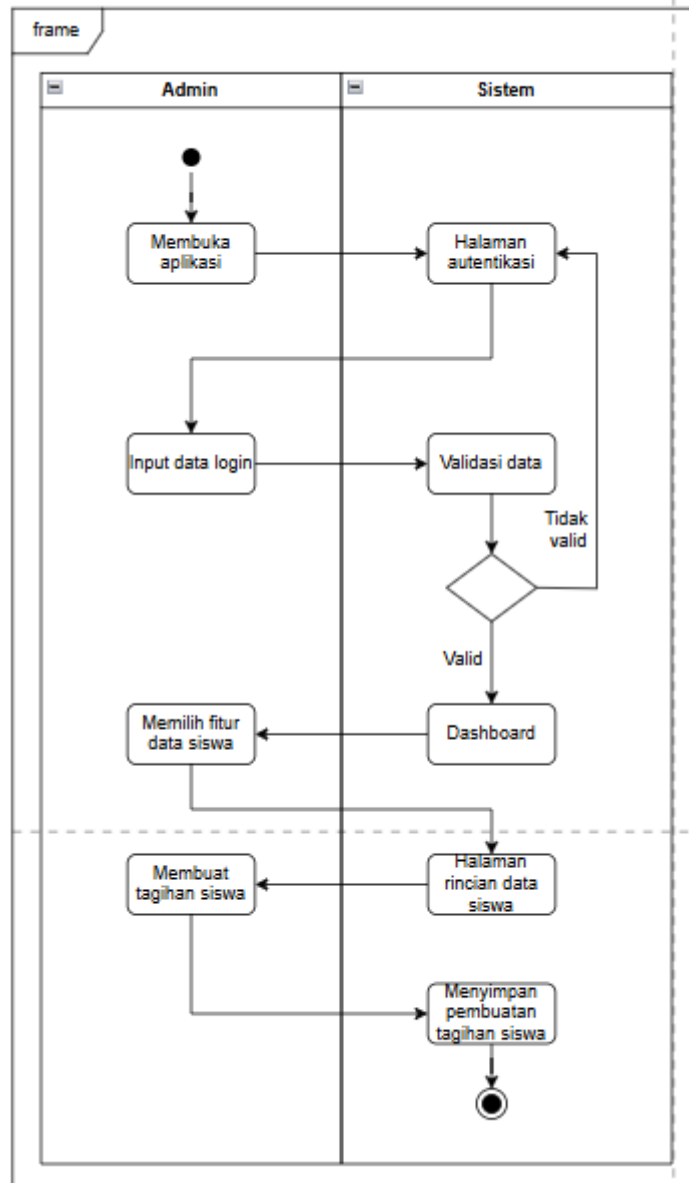 frame
Admin
Sistem
Membuka
aplikasi
Halaman
autentikasi
Input data login
Validasi data
Tidak
valid
Valid
Memilih fitur
data siswa
Dashboard
Membuat
tagihan siswa
Halaman
rincian data
siswa
Menyimpan
pembuatan
tagihan siswa